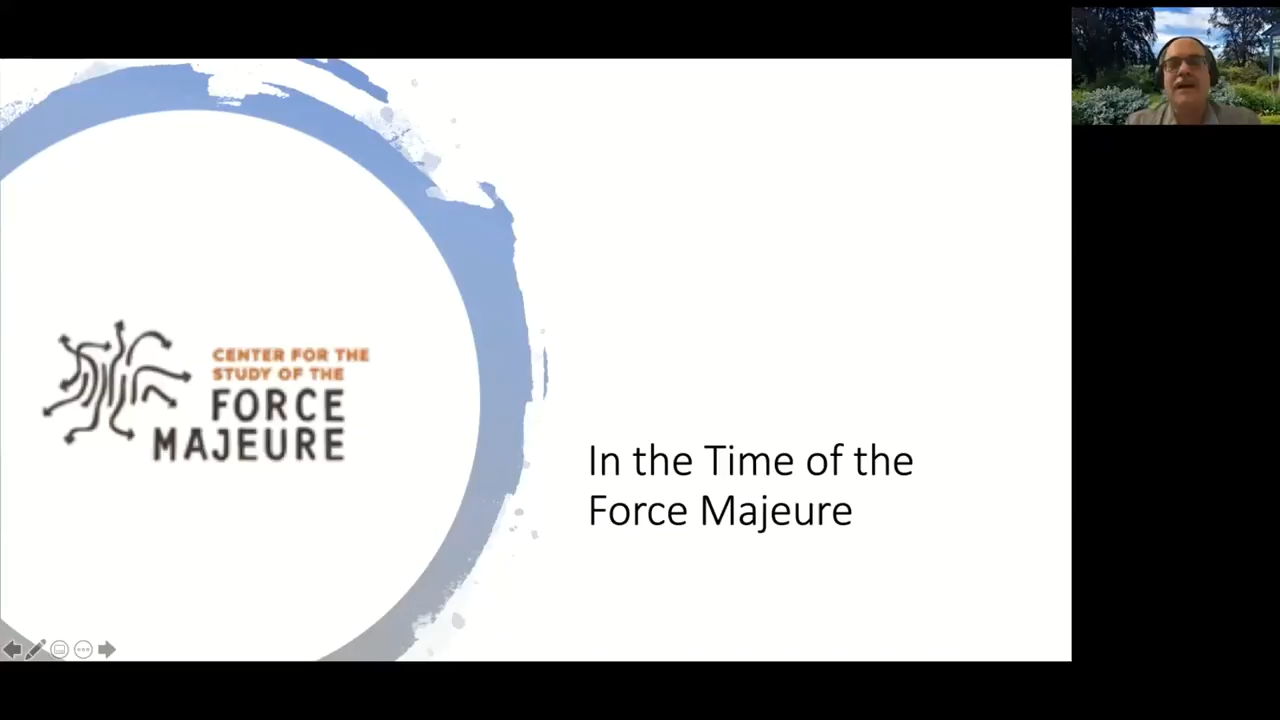 CENTER FOR THE
STUDY OF THE
FORCE
MAJEURE
In the Time of the
Force Majeure